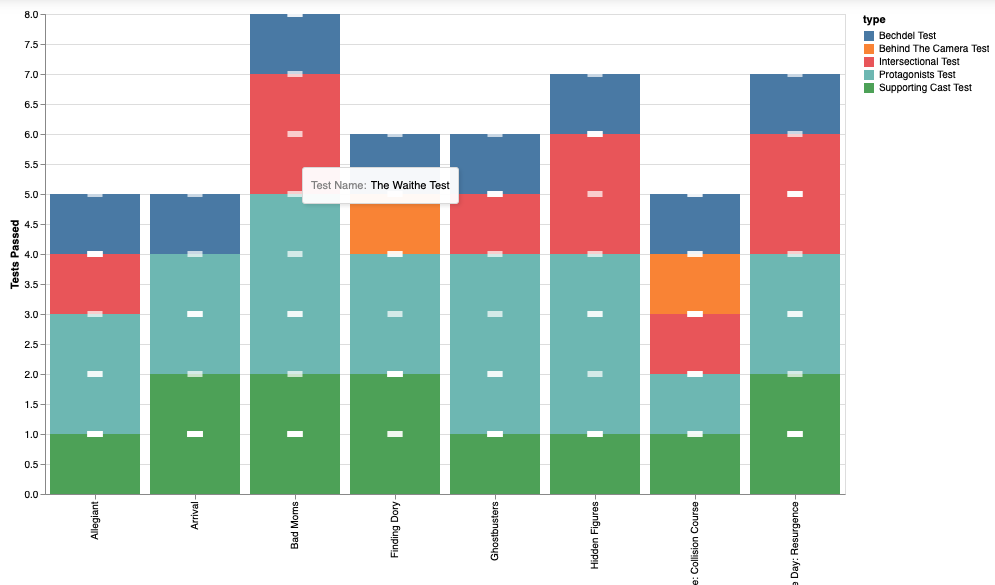 8.0
7.5
7.0
6.5
6.0
5.5
5.0
4.5
4.0
3.5
3.0
2.5
2.0
1.5
1.0
0.5
0.0
Tests Passed
Test Name: The Waithe Test
Allegiant
Arrival
Bad Moms
Finding Dory
Ghostbusters
Hidden Figures
e: Collision Course
e Day: Resurgence
type
Bechdel Test
Behind The Camera Test
Intersectional Test
Protagonists Test
Supporting Cast Test